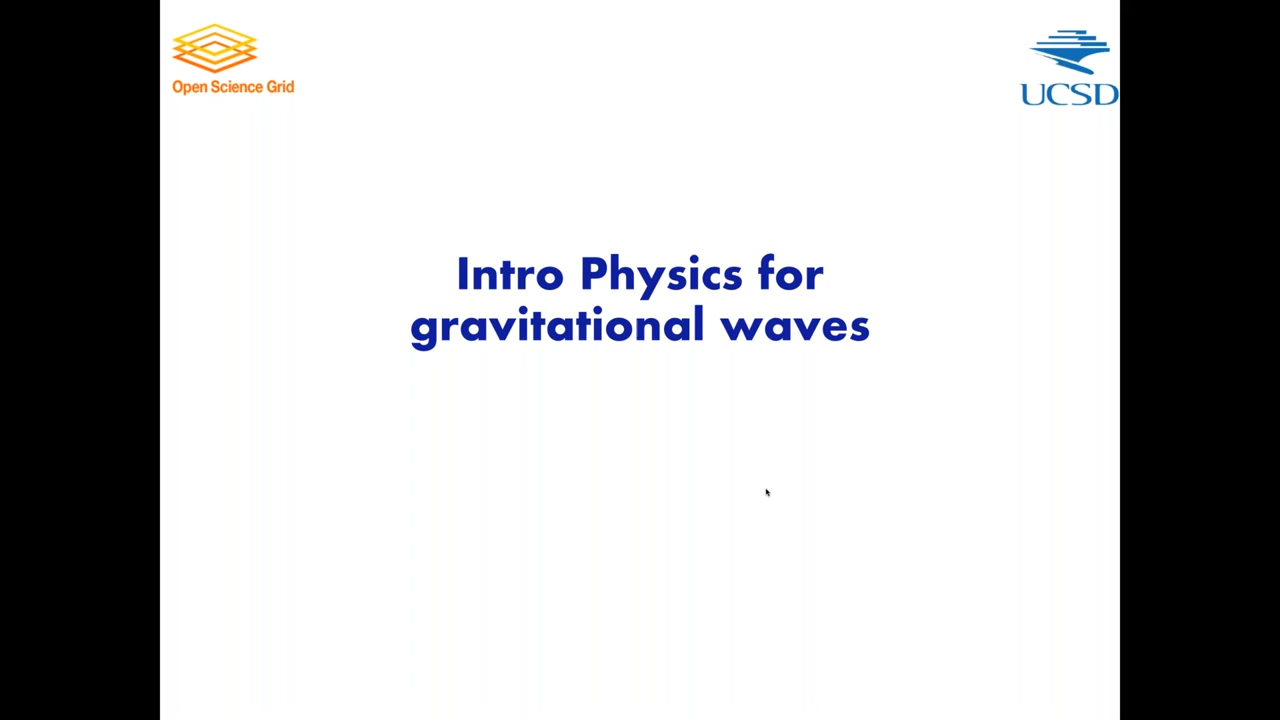 Open Science Grid
UCSD
Intro Physics for
gravitational waves